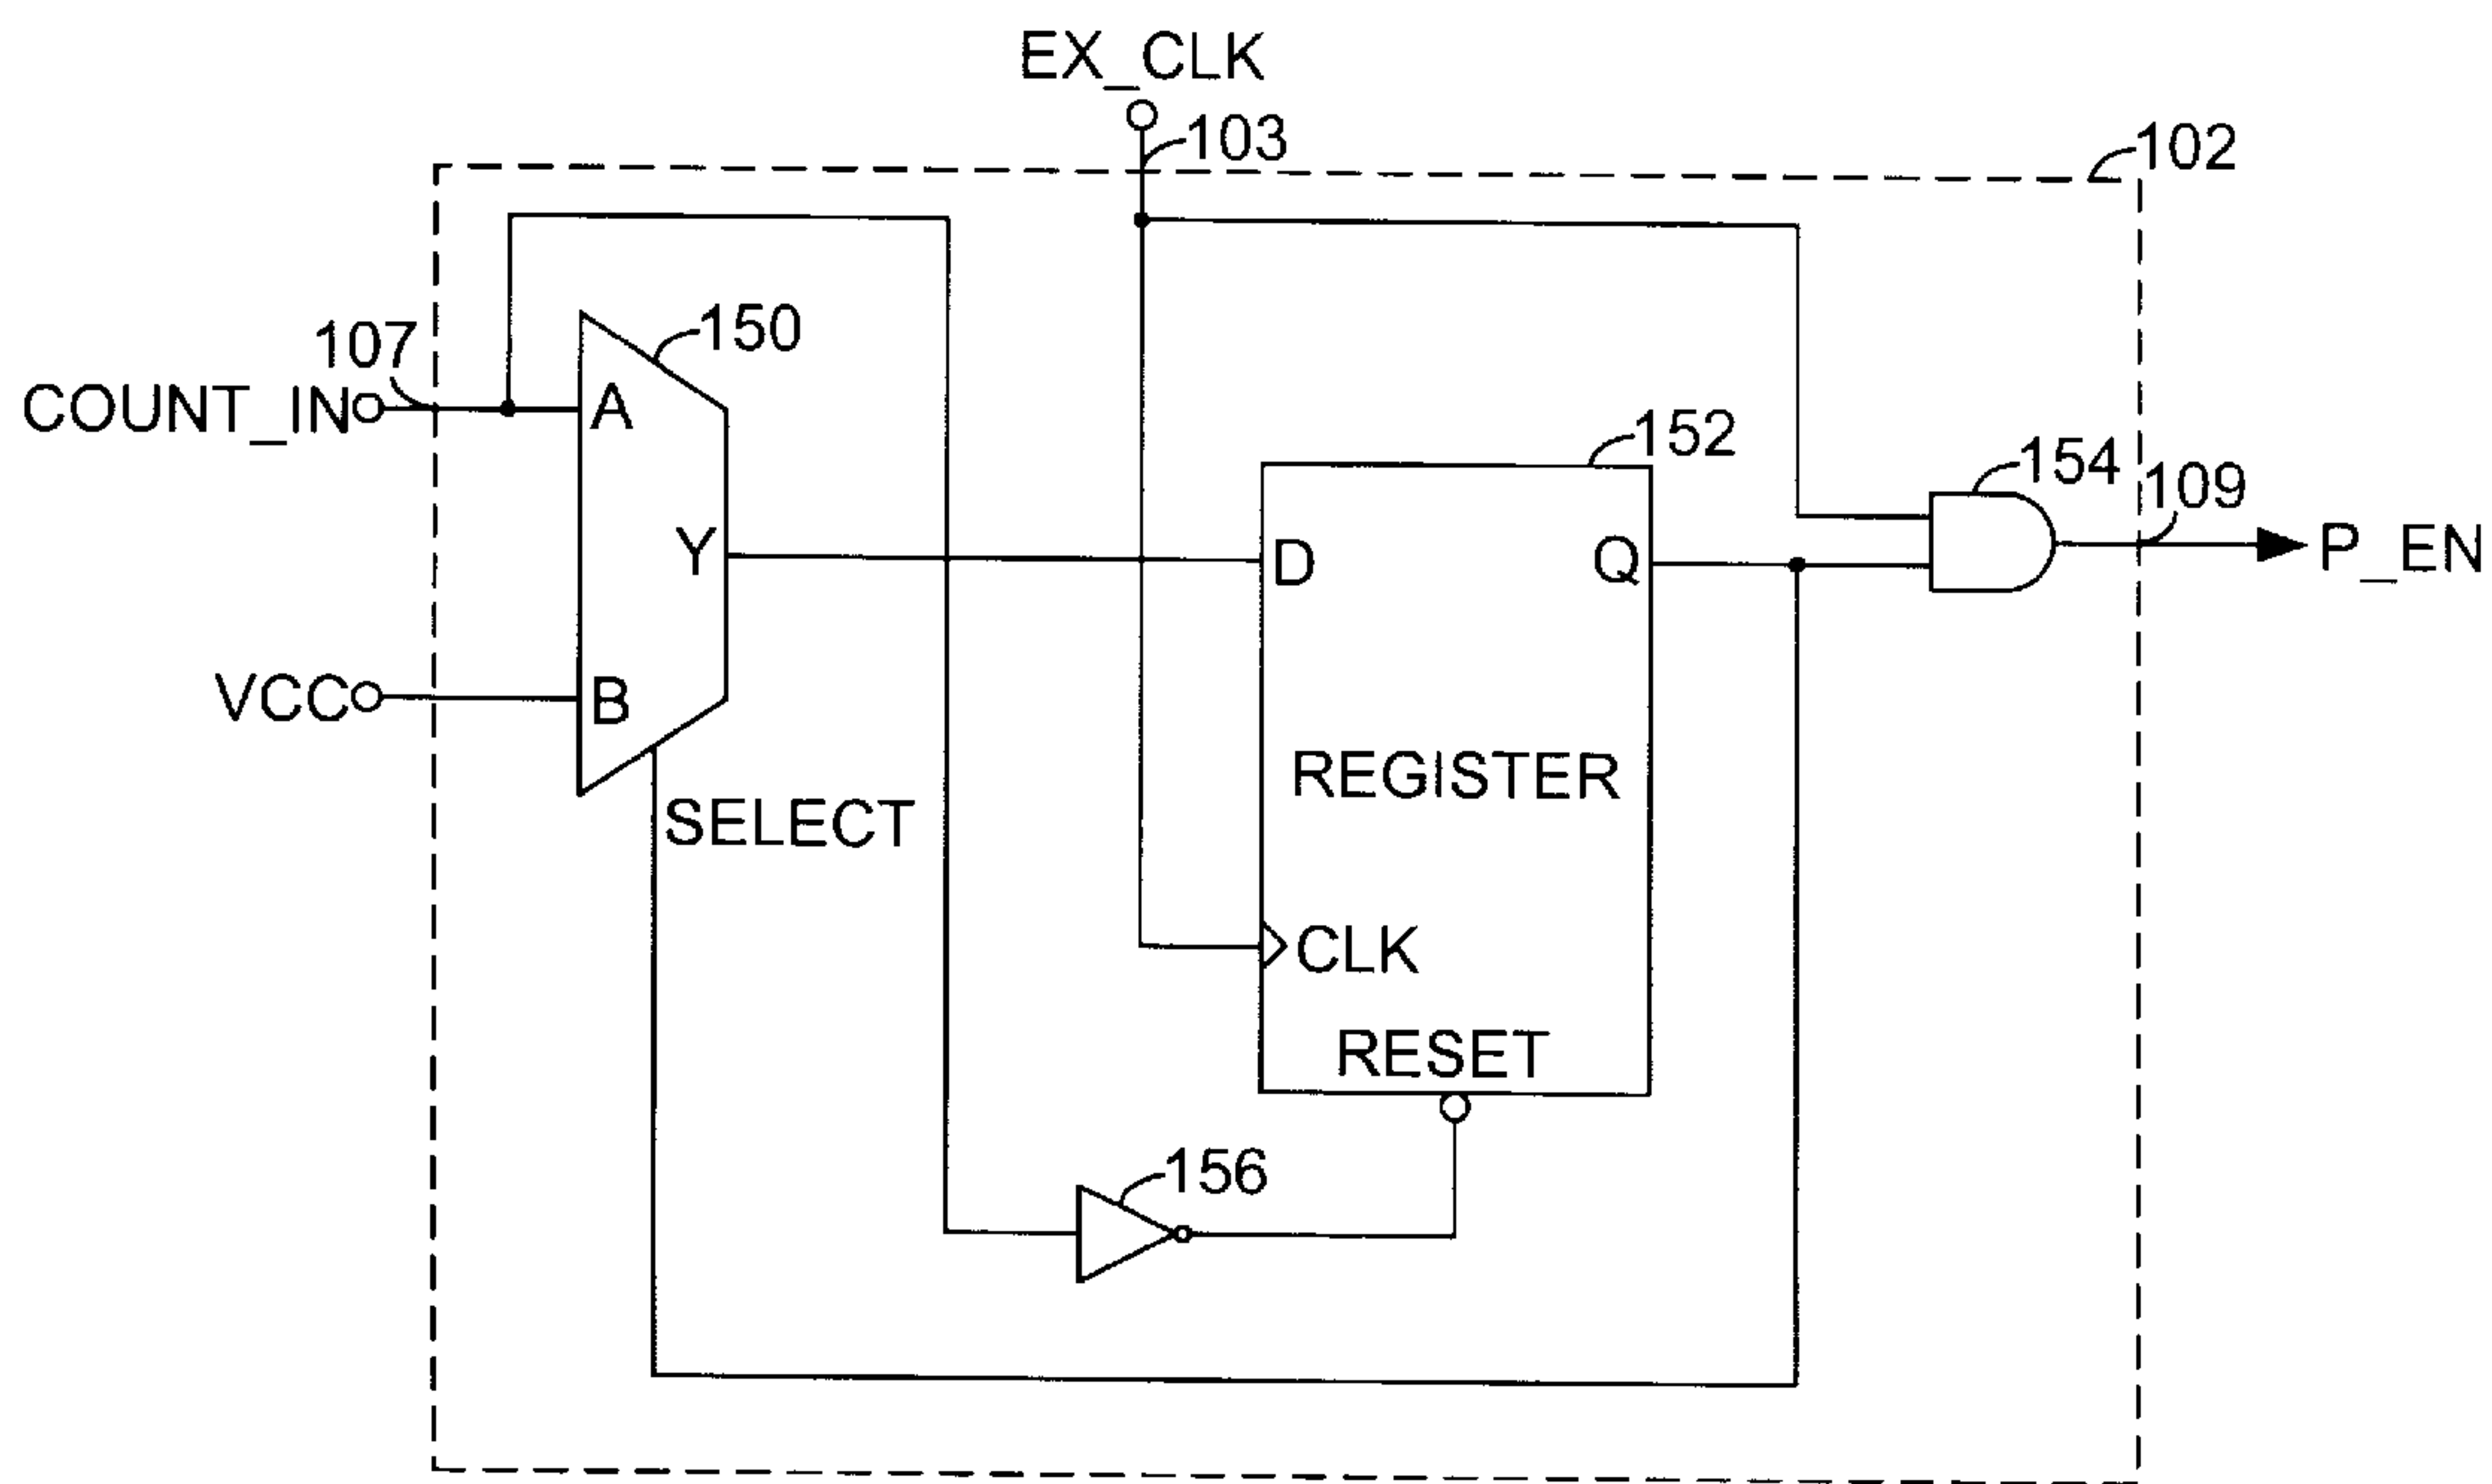 EX_CLK
103
102
107
150
COUNT_IN
A
152
154
109
Y
D
Q
P_EN
VCC
B
REGISTER
SELECT
CLK
RESET
156